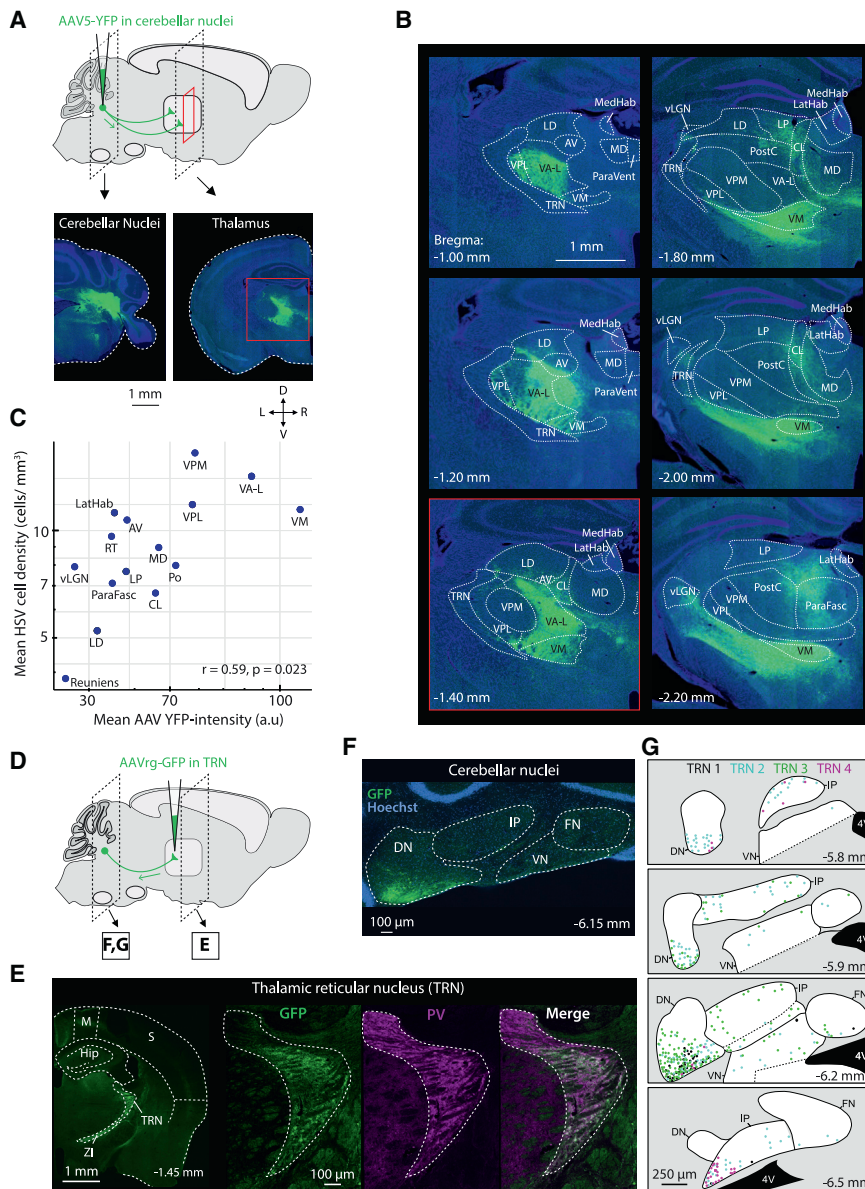 A
AAV5-YFP in cerebellar nuclei
Cerebellar Nuclei
Thalamus
1 mm
D
L R
V
B
LD
AV
VPL
VA-L
VM
TRN
MedHab
MD
ParaVent
Bregma:
-1.00 mm
1 mm
MedHab
LatHab
vLGN
LD
LP
CL
PostC
TRN
VPM
VPL
VA-L
MD
VM
-1.80 mm
LD
AV
VPL
VA-L
VM
TRN
MedHab
MD
ParaVent
-1.20 mm
MedHab
LatHab
vLGN
LP
CL
PostC
TRN
VPM
VPL
MD
VM
-2.00 mm
MedHab
LatHab
LD
AV
CL
MD
TRN
VPM
VPL
VA-L
VM
-1.40 mm
LP
LatHab
vLGN
PostC
VPM
VPL
ParaFasc
VM
-2.20 mm
C
Mean HSV cell density (cells/ mm³)
10
7
5
VPM
VA-L
VPL
VM
LatHab
AV
RT
MD
vLGN
LP
Po
ParaFasc
CL
LD
Reuniens
r = 0.59, p = 0.023
30 70 100
Mean AAV YFP-intensity (a.u)
D
AAVrg-GFP in TRN
F,G
E
E
Thalamic reticular nucleus (TRN)
M
S
Hip
TRN
ZI
1 mm
-1.45 mm
GFP
100 µm
PV
Merge
F
Cerebellar nuclei
GFP
Hoechst
IP
FN
DN
VN
100 µm
-6.15 mm
G
TRN 1 TRN 2 TRN 3 TRN 4
IP
DN
VN
4V
-5.8 mm
IP
DN
VN
4V
-5.9 mm
DN
IP
FN
VN
4V
-6.2 mm
FN
IP
DN
4V
250 µm
-6.5 mm